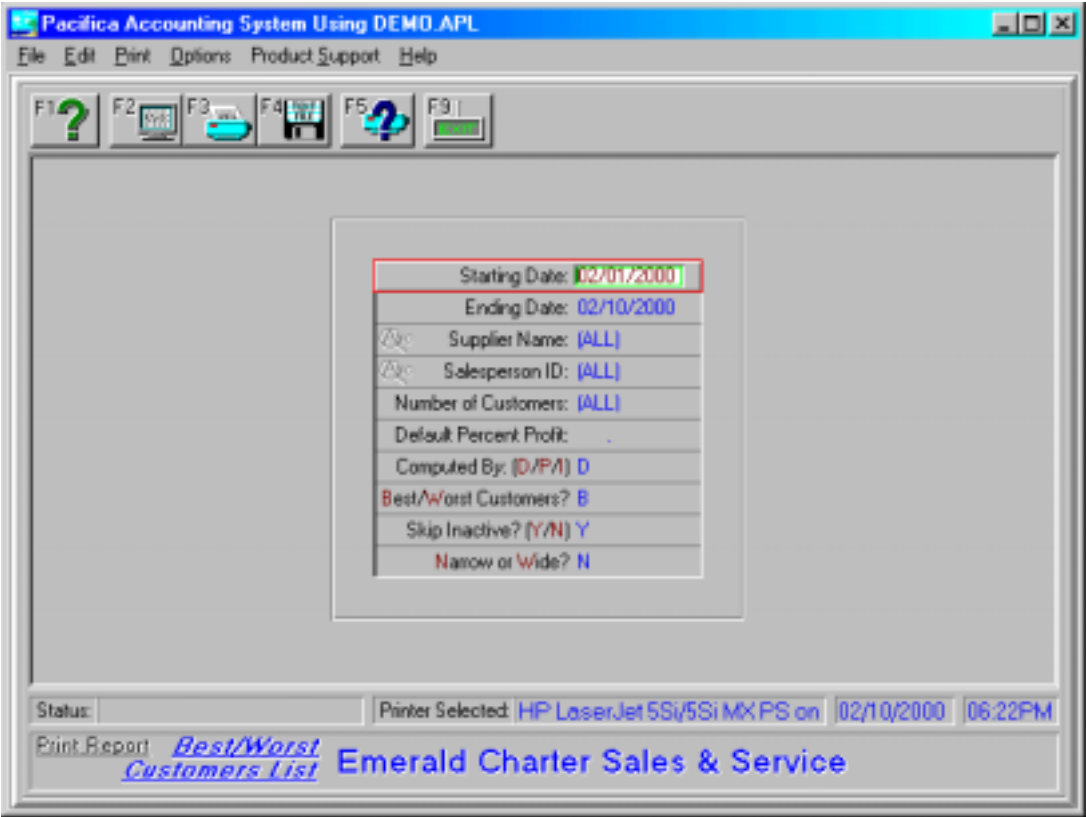 Pacifica Accounting System Using DEMO.APL
File Edit Print Options Product Support Help
F1 F2 F3 F4 F5 F9
Starting Date: 02/01/2000
Ending Date: 02/10/2000
Supplier Name: (ALL)
Salesperson ID: (ALL)
Number of Customers: (ALL)
Default Percent Profit: .
Computed By: (D/P/I) D
Best/Worst Customers? B
Skip Inactive? (Y/N) Y
Narrow or Wide? N
Status: Printer Selected: HP LaserJet 5Si/5Si MX PS on 02/10/2000 06:22PM
Print Report Best/Worst
Customers List Emerald Charter Sales & Service